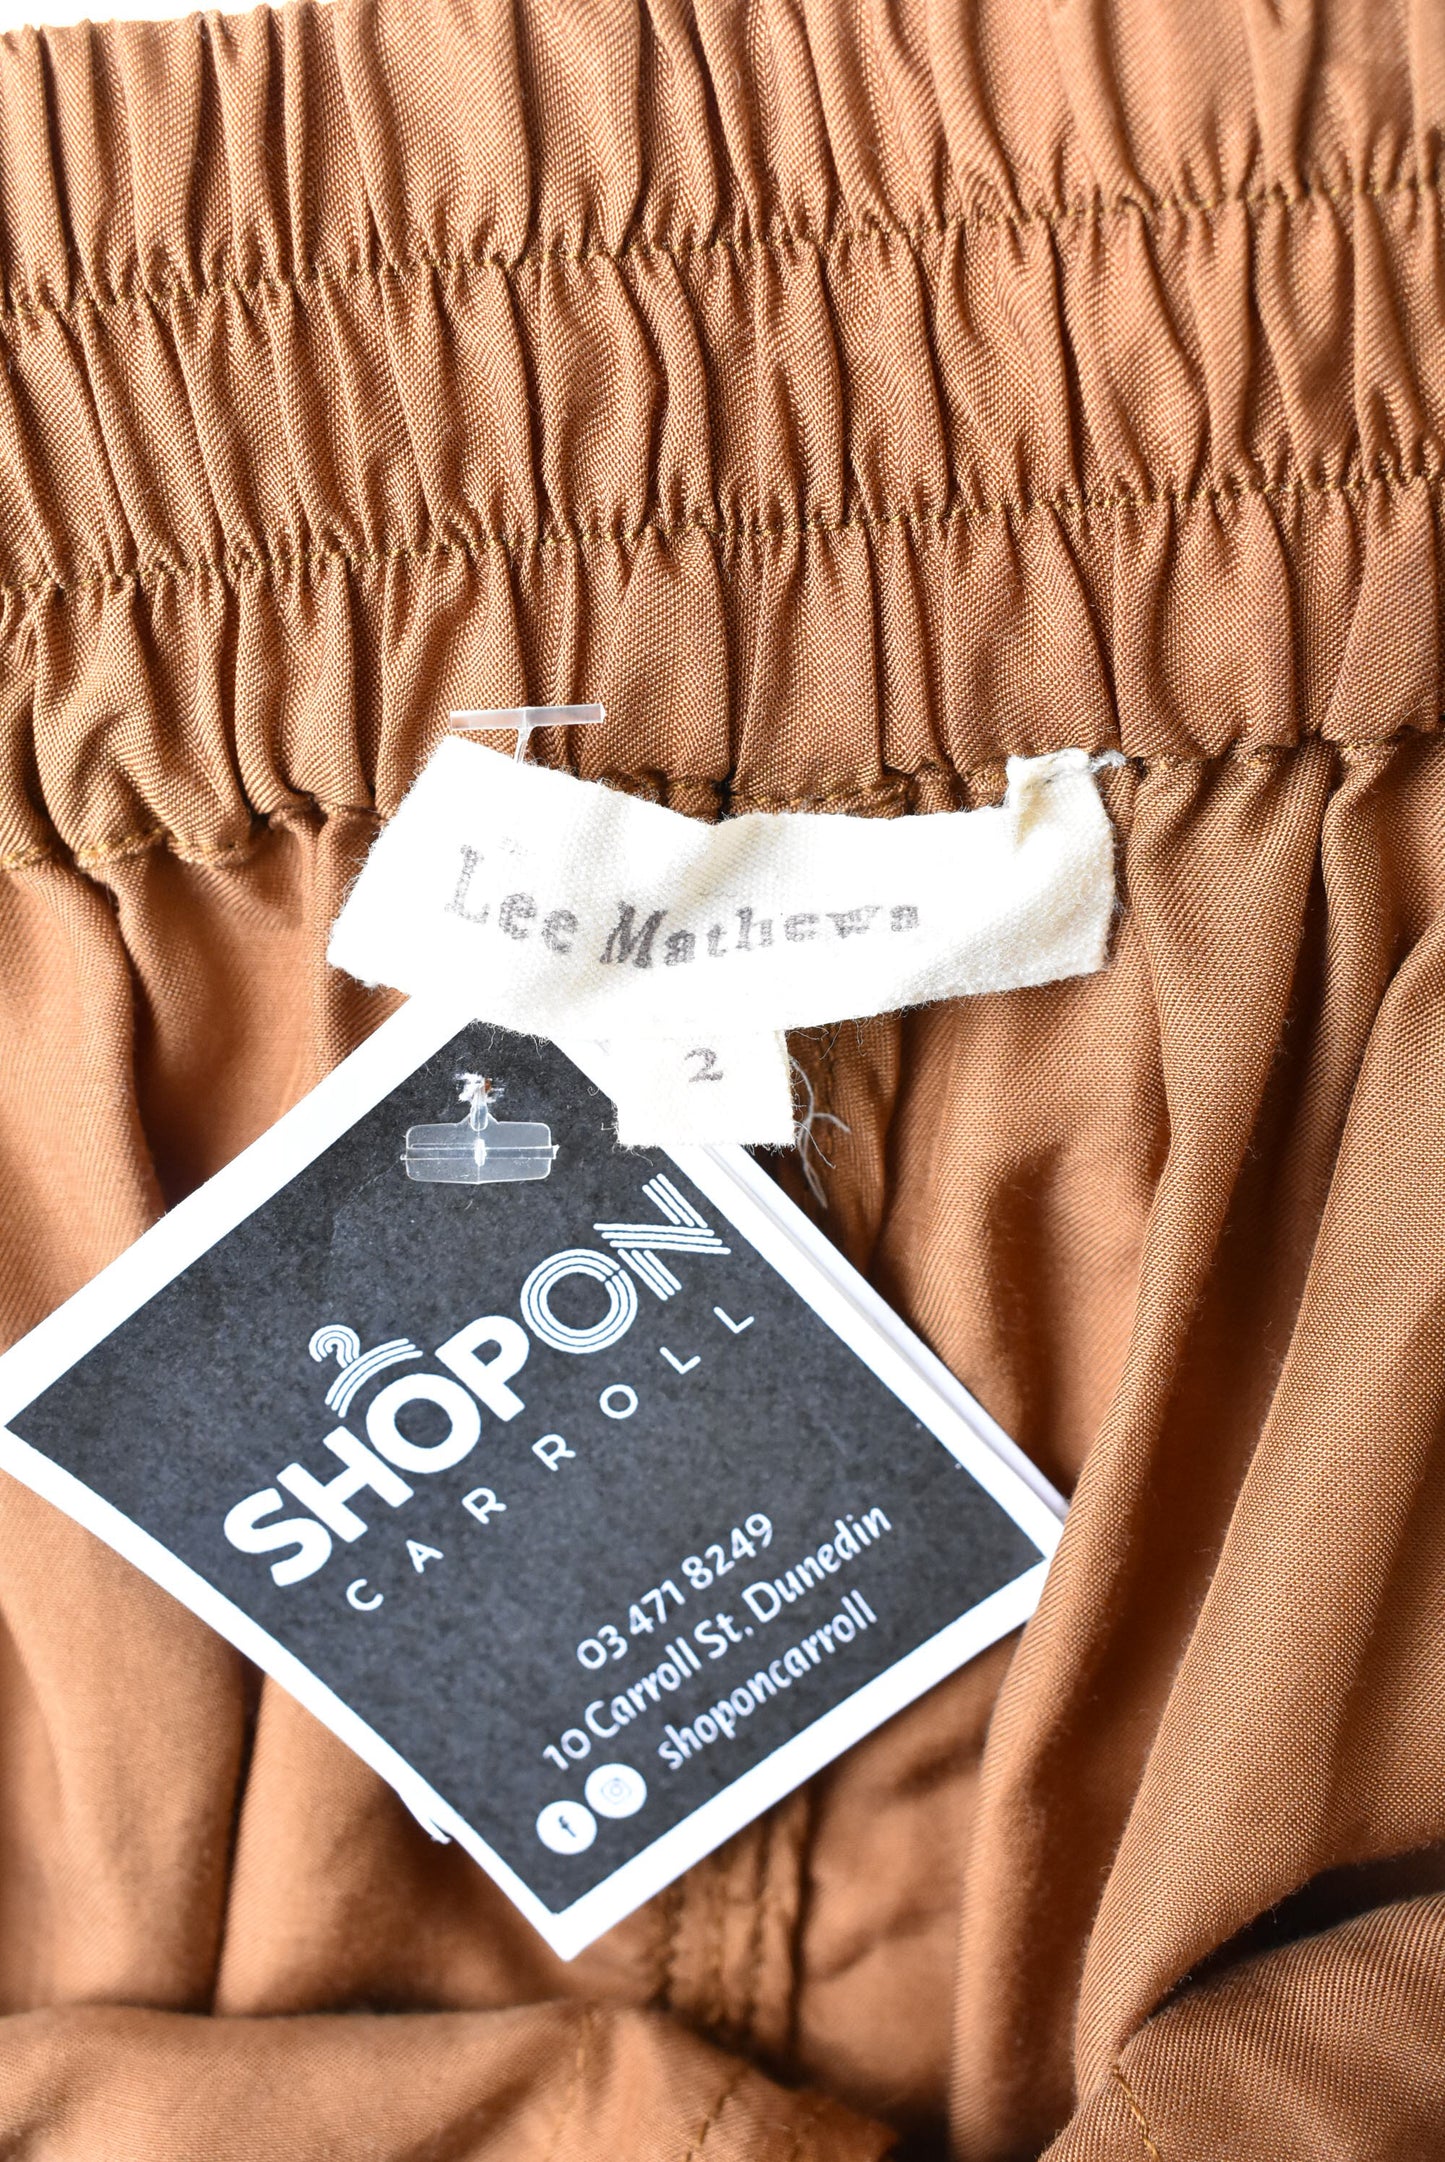 Lee Mathews
2
SHOPON
CARROLL
03 471 8249
10 Carroll St. Dunedin
shoponcarroll